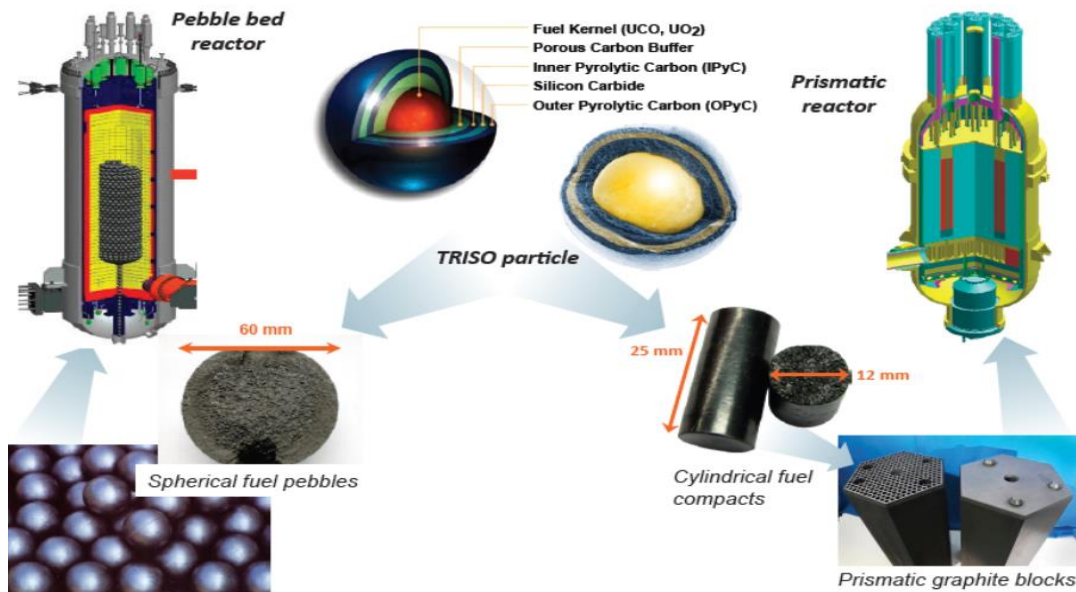 Pebble bed
reactor
Fuel Kernel (UCO, UO2)
Porous Carbon Buffer
Inner Pyrolytic Carbon (IPyC)
Silicon Carbide
Outer Pyrolytic Carbon (OPyC)
Prismatic
reactor
TRISO particle
60 mm
25 mm
12 mm
Spherical fuel pebbles
Cylindrical fuel
compacts
Prismatic graphite blocks